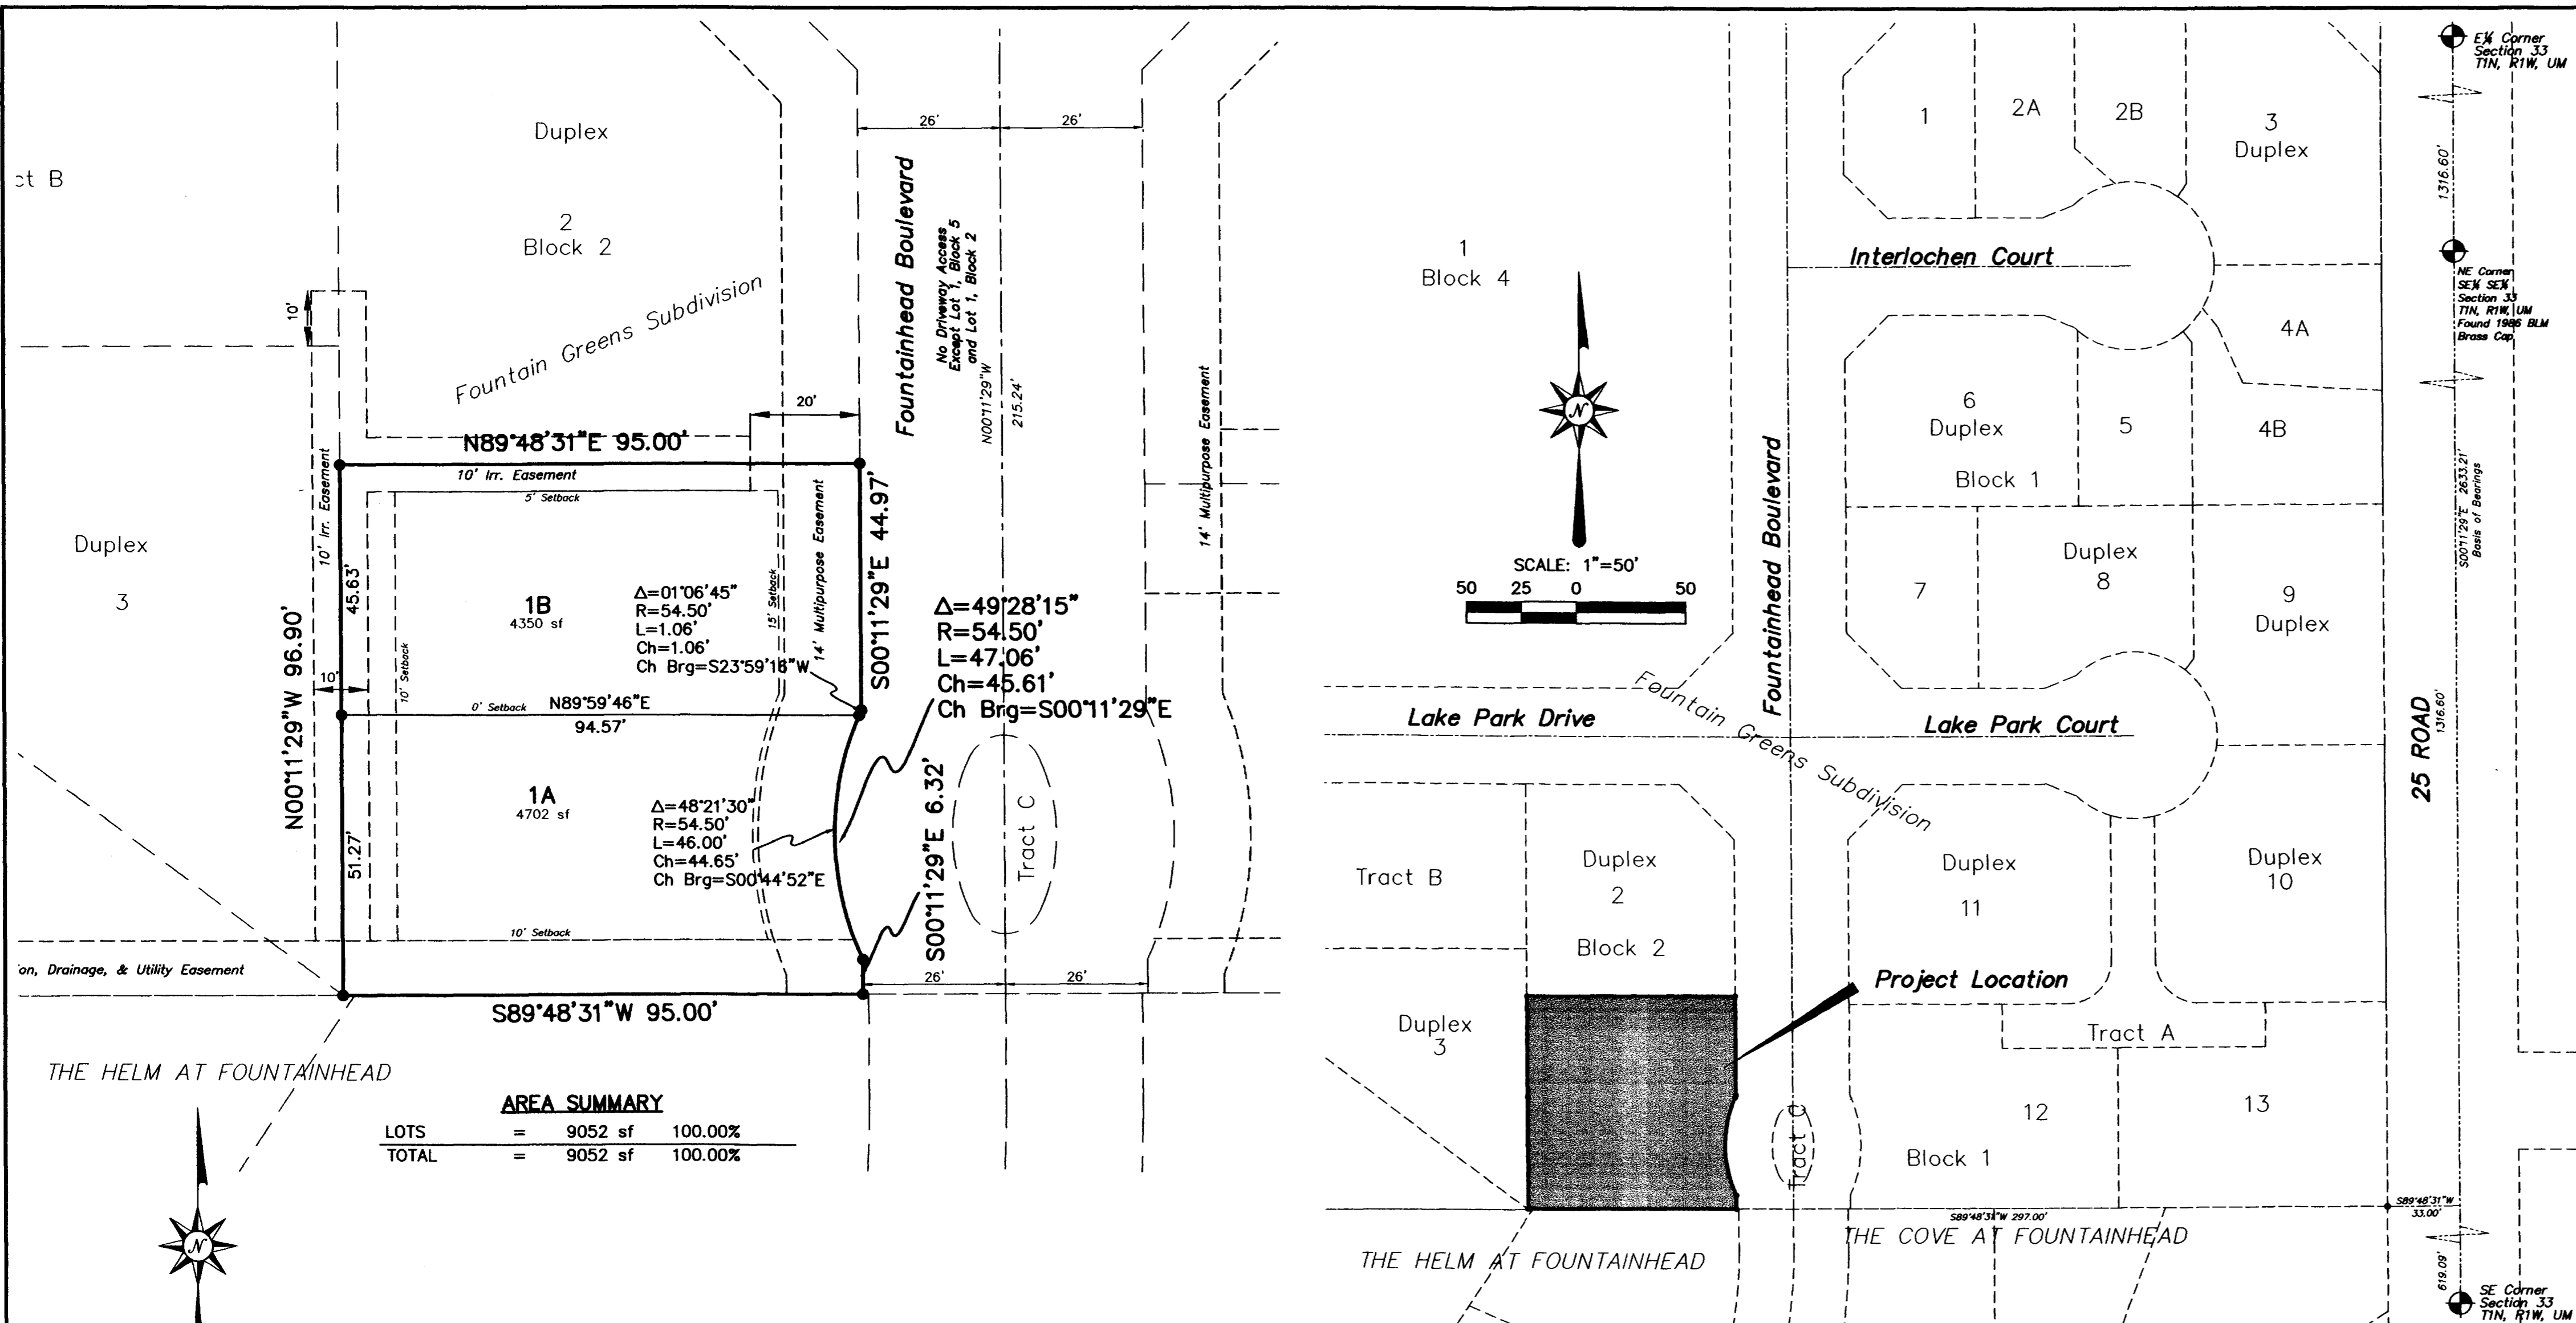 ct B
Duplex
2
Block 2
Fountain Greens Subdivision
10'
20'
26'
26'
Fountainhead Boulevard
No Driveway Access
Except Lot 1, Block 5
and Lot 1, Block 2
N00°11'29"W
215.24'
14' Multipurpose Easement
N89°48'31"E 95.00'
10' Irr. Easement
5' Setback
10' Irr. Easement
Duplex
3
45.63'
N00°11'29"W 96.90'
10'
10' Setback
1B
4350 sf
Δ=01°06'45"
R=54.50'
L=1.06'
Ch=1.06'
Ch Brg=S23°59'16"W
15' Setback
14' Multipurpose Easement
S00°11'29"E 44.97'
Δ=49°28'15"
R=54.50'
L=47.06'
Ch=45.61'
Ch Brg=S00°11'29"E
0' Setback
N89°59'46"E
94.57'
1A
4702 sf
51.27'
Δ=48°21'30"
R=54.50'
L=46.00'
Ch=44.65'
Ch Brg=S00°44'52"E
S00°11'29"E 6.32'
Tract C
10' Setback
on, Drainage, & Utility Easement
26'
26'
S89°48'31"W 95.00'
THE HELM AT FOUNTAINHEAD
AREA SUMMARY
LOTS = 9052 sf 100.00%
TOTAL = 9052 sf 100.00%
N
1
Block 4
N
SCALE: 1"=50'
50 25 0 50
Fountainhead Boulevard
1
2A
2B
3
Duplex
Interlochen Court
4A
6
Duplex
5
4B
Block 1
7
Duplex
8
9
Duplex
Lake Park Drive
Fountain Greens Subdivision
Lake Park Court
Tract B
Duplex
2
Block 2
Duplex
11
Duplex
10
Project Location
Duplex
3
Tract A
Tract C
12
13
Block 1
S89°48'31"W 297.00'
THE HELM AT FOUNTAINHEAD
THE COVE AT FOUNTAINHEAD
E¼ Corner
Section 33
T1N, R1W, UM
1316.60'
NE Corner
SE¼ SE¼
Section 33
T1N, R1W, UM
Found 1986 BLM
Brass Cap
S00°11'29"E 2633.21'
Basis of Bearings
25 ROAD
1316.60'
S89°48'31"W
33.00'
619.09'
SE Corner
Section 33
T1N, R1W, UM